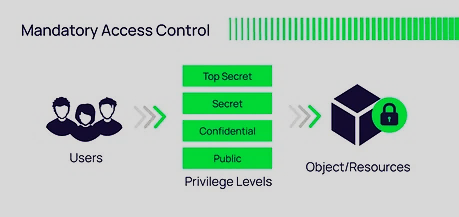 Mandatory Access Control
Top Secret
Secret
Confidential
Public
Users
Privilege Levels
Object/Resources